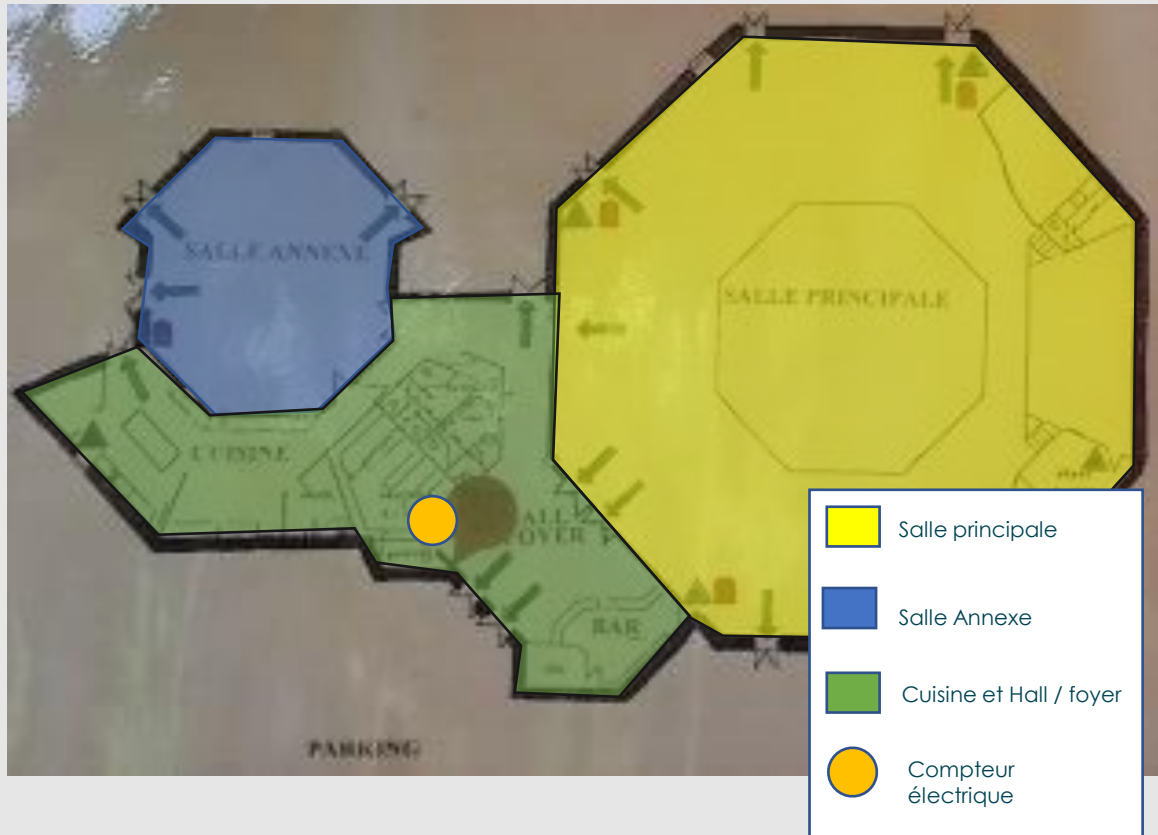 SALLE ANNEXE
SALLE PRINCIPALE
CUISINE
BAR
PARKING
Salle principale
Salle Annexe
Cuisine et Hall / foyer
Compteur
électrique